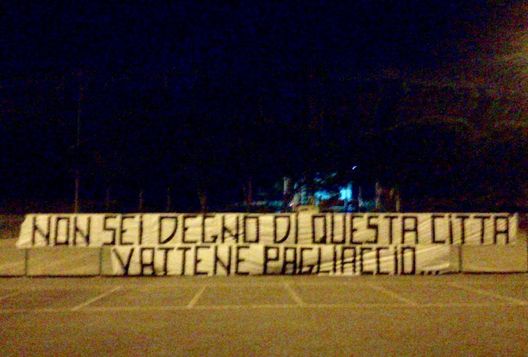 NON SEI DEGNO DI QUESTA CITTA'
VATTENE PAGLIACCIO...